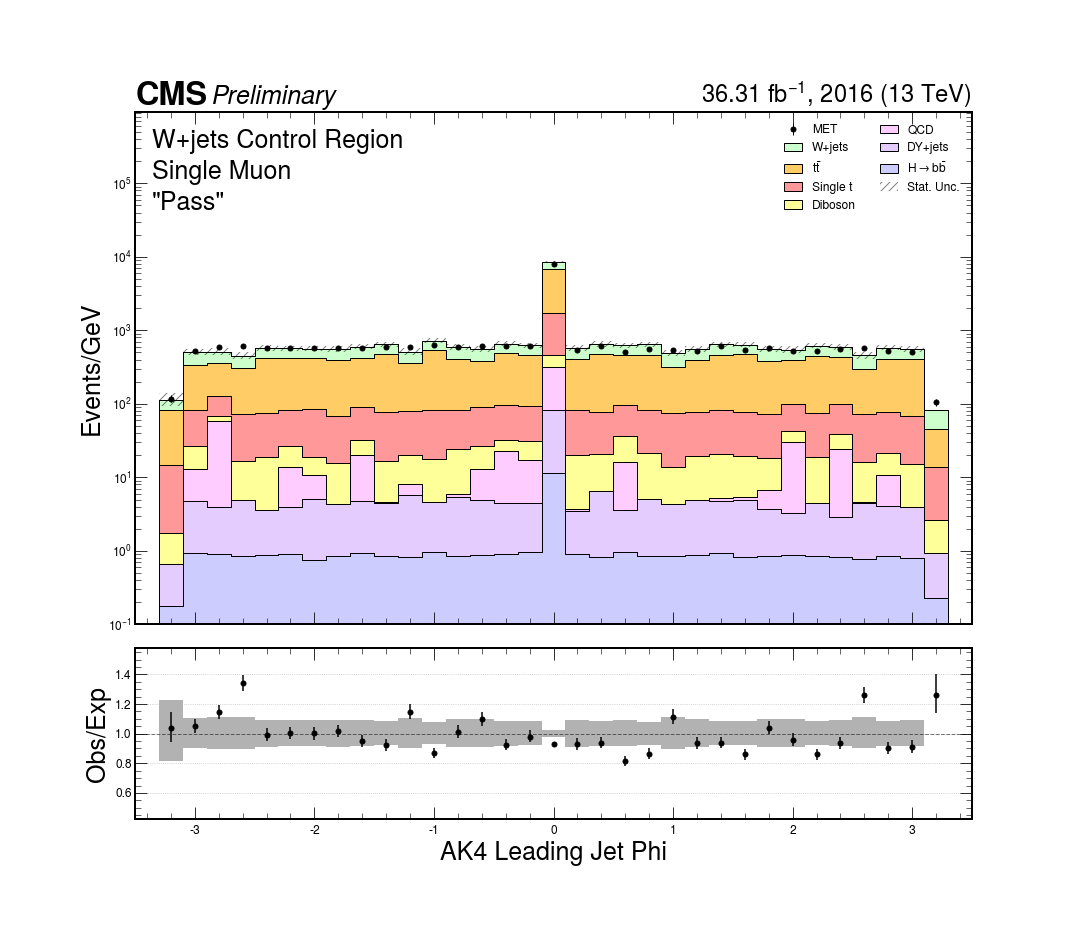 CMS Preliminary
36.31 fb⁻¹, 2016 (13 TeV)
W+jets Control Region
Single Muon
"Pass"
MET
W+jets
tt̄
Single t
Diboson
QCD
DY+jets
H→bb̄
Stat. Unc.
Events/GeV
10⁵
10⁴
10³
10²
10¹
10⁰
10⁻¹
Obs/Exp
1.4
1.2
1.0
0.8
0.6
-3 -2 -1 0 1 2 3
AK4 Leading Jet Phi